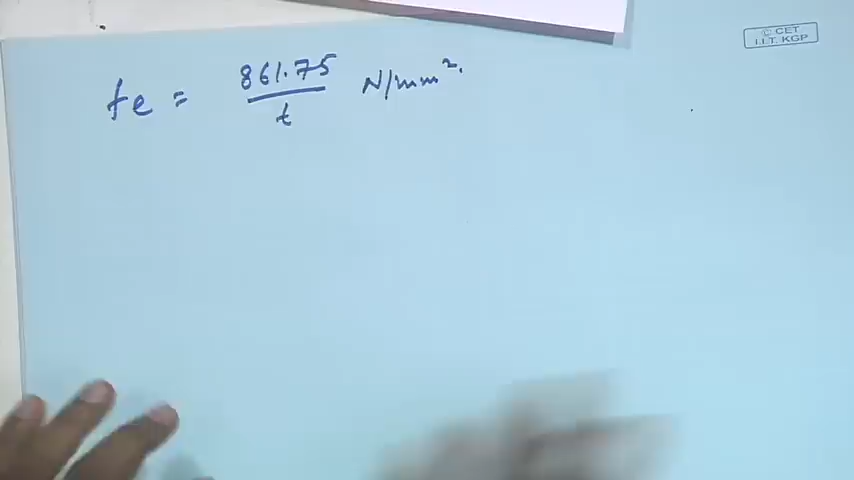 fe = 861.75 / t N/mm².
© CET
I.I.T. KGP